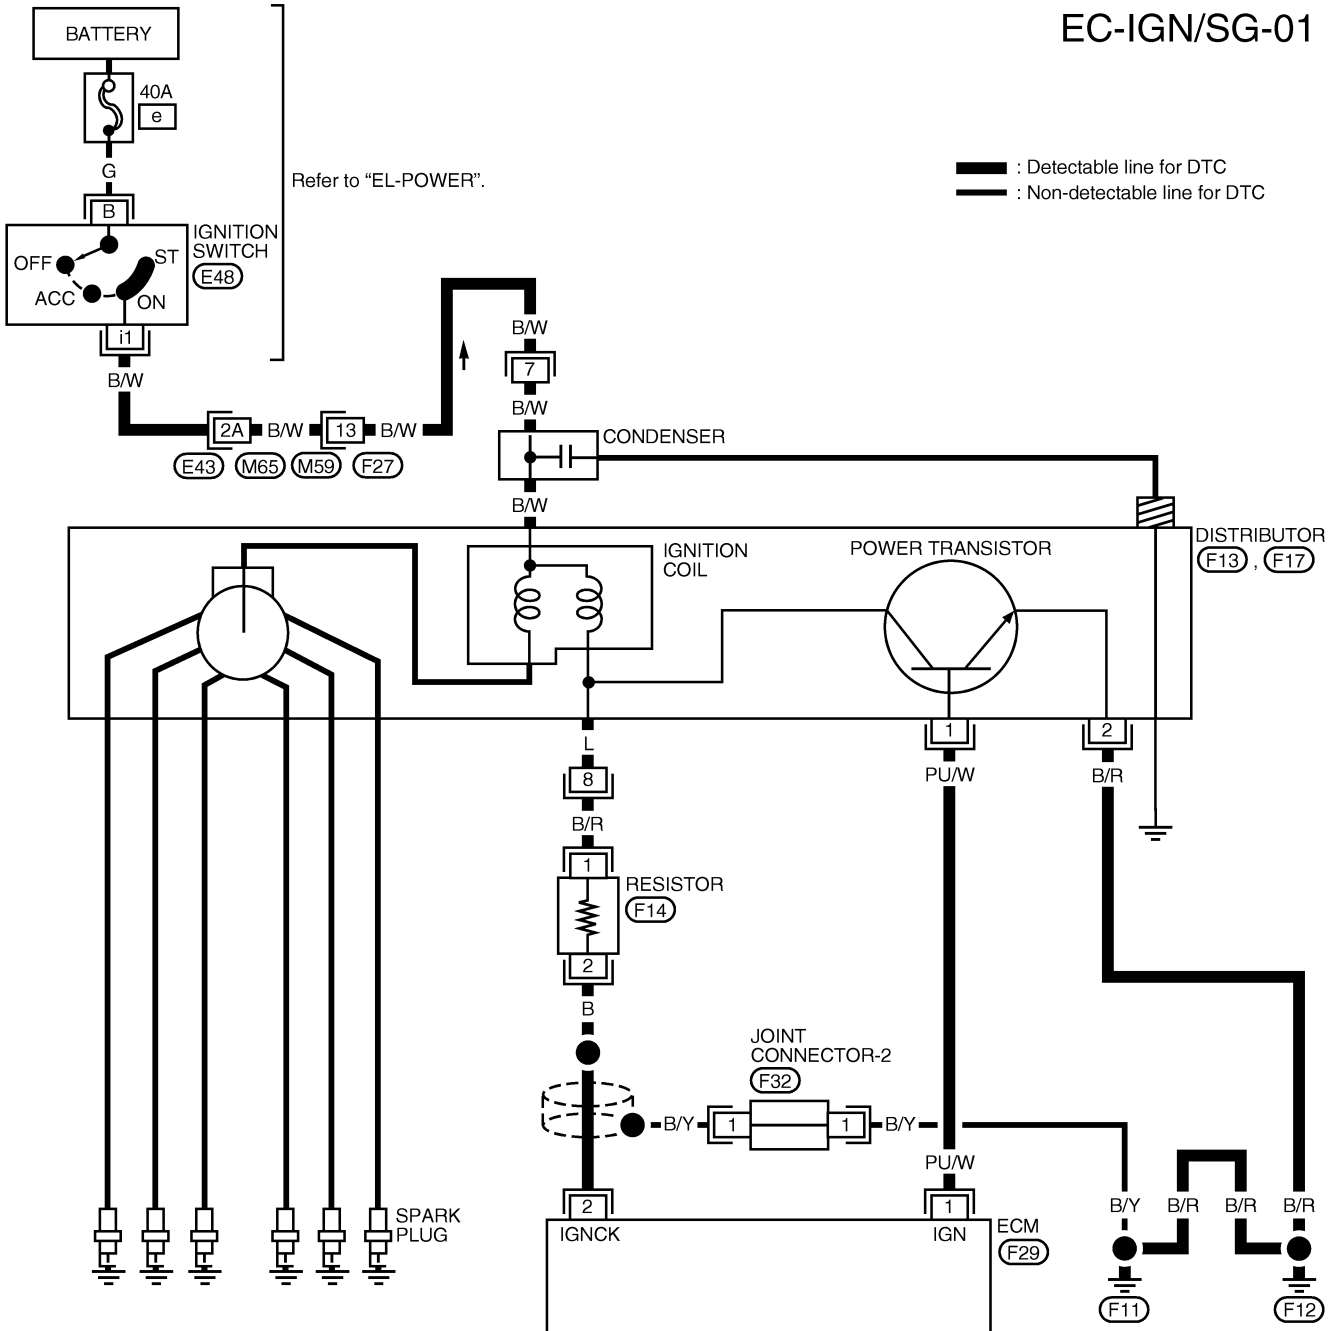 EC-IGN/SG-01
BATTERY
40A
e
G
B
IGNITION
SWITCH
E48
OFF
ST
ACC
ON
i1
B/W
Refer to “EL-POWER”.
: Detectable line for DTC
: Non-detectable line for DTC
2A
B/W
13
B/W
E43
M65
M59
F27
B/W
7
B/W
CONDENSER
B/W
IGNITION
COIL
POWER TRANSISTOR
DISTRIBUTOR
F13 , F17
L
8
B/R
1
RESISTOR
F14
2
B
1
PU/W
2
B/R
JOINT
CONNECTOR-2
F32
B/Y
1
1
B/Y
PU/W
2
IGNCK
1
IGN
ECM
F29
SPARK
PLUG
B/Y
B/R
B/R
B/R
F11
F12